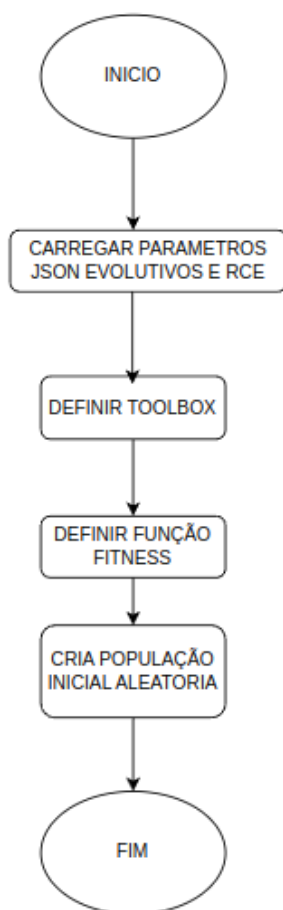 INICIO
CARREGAR PARAMETROS
JSON EVOLUTIVOS E RCE
DEFINIR TOOLBOX
DEFINIR FUNÇÃO
FITNESS
CRIA POPULAÇÃO
INICIAL ALEATORIA
FIM